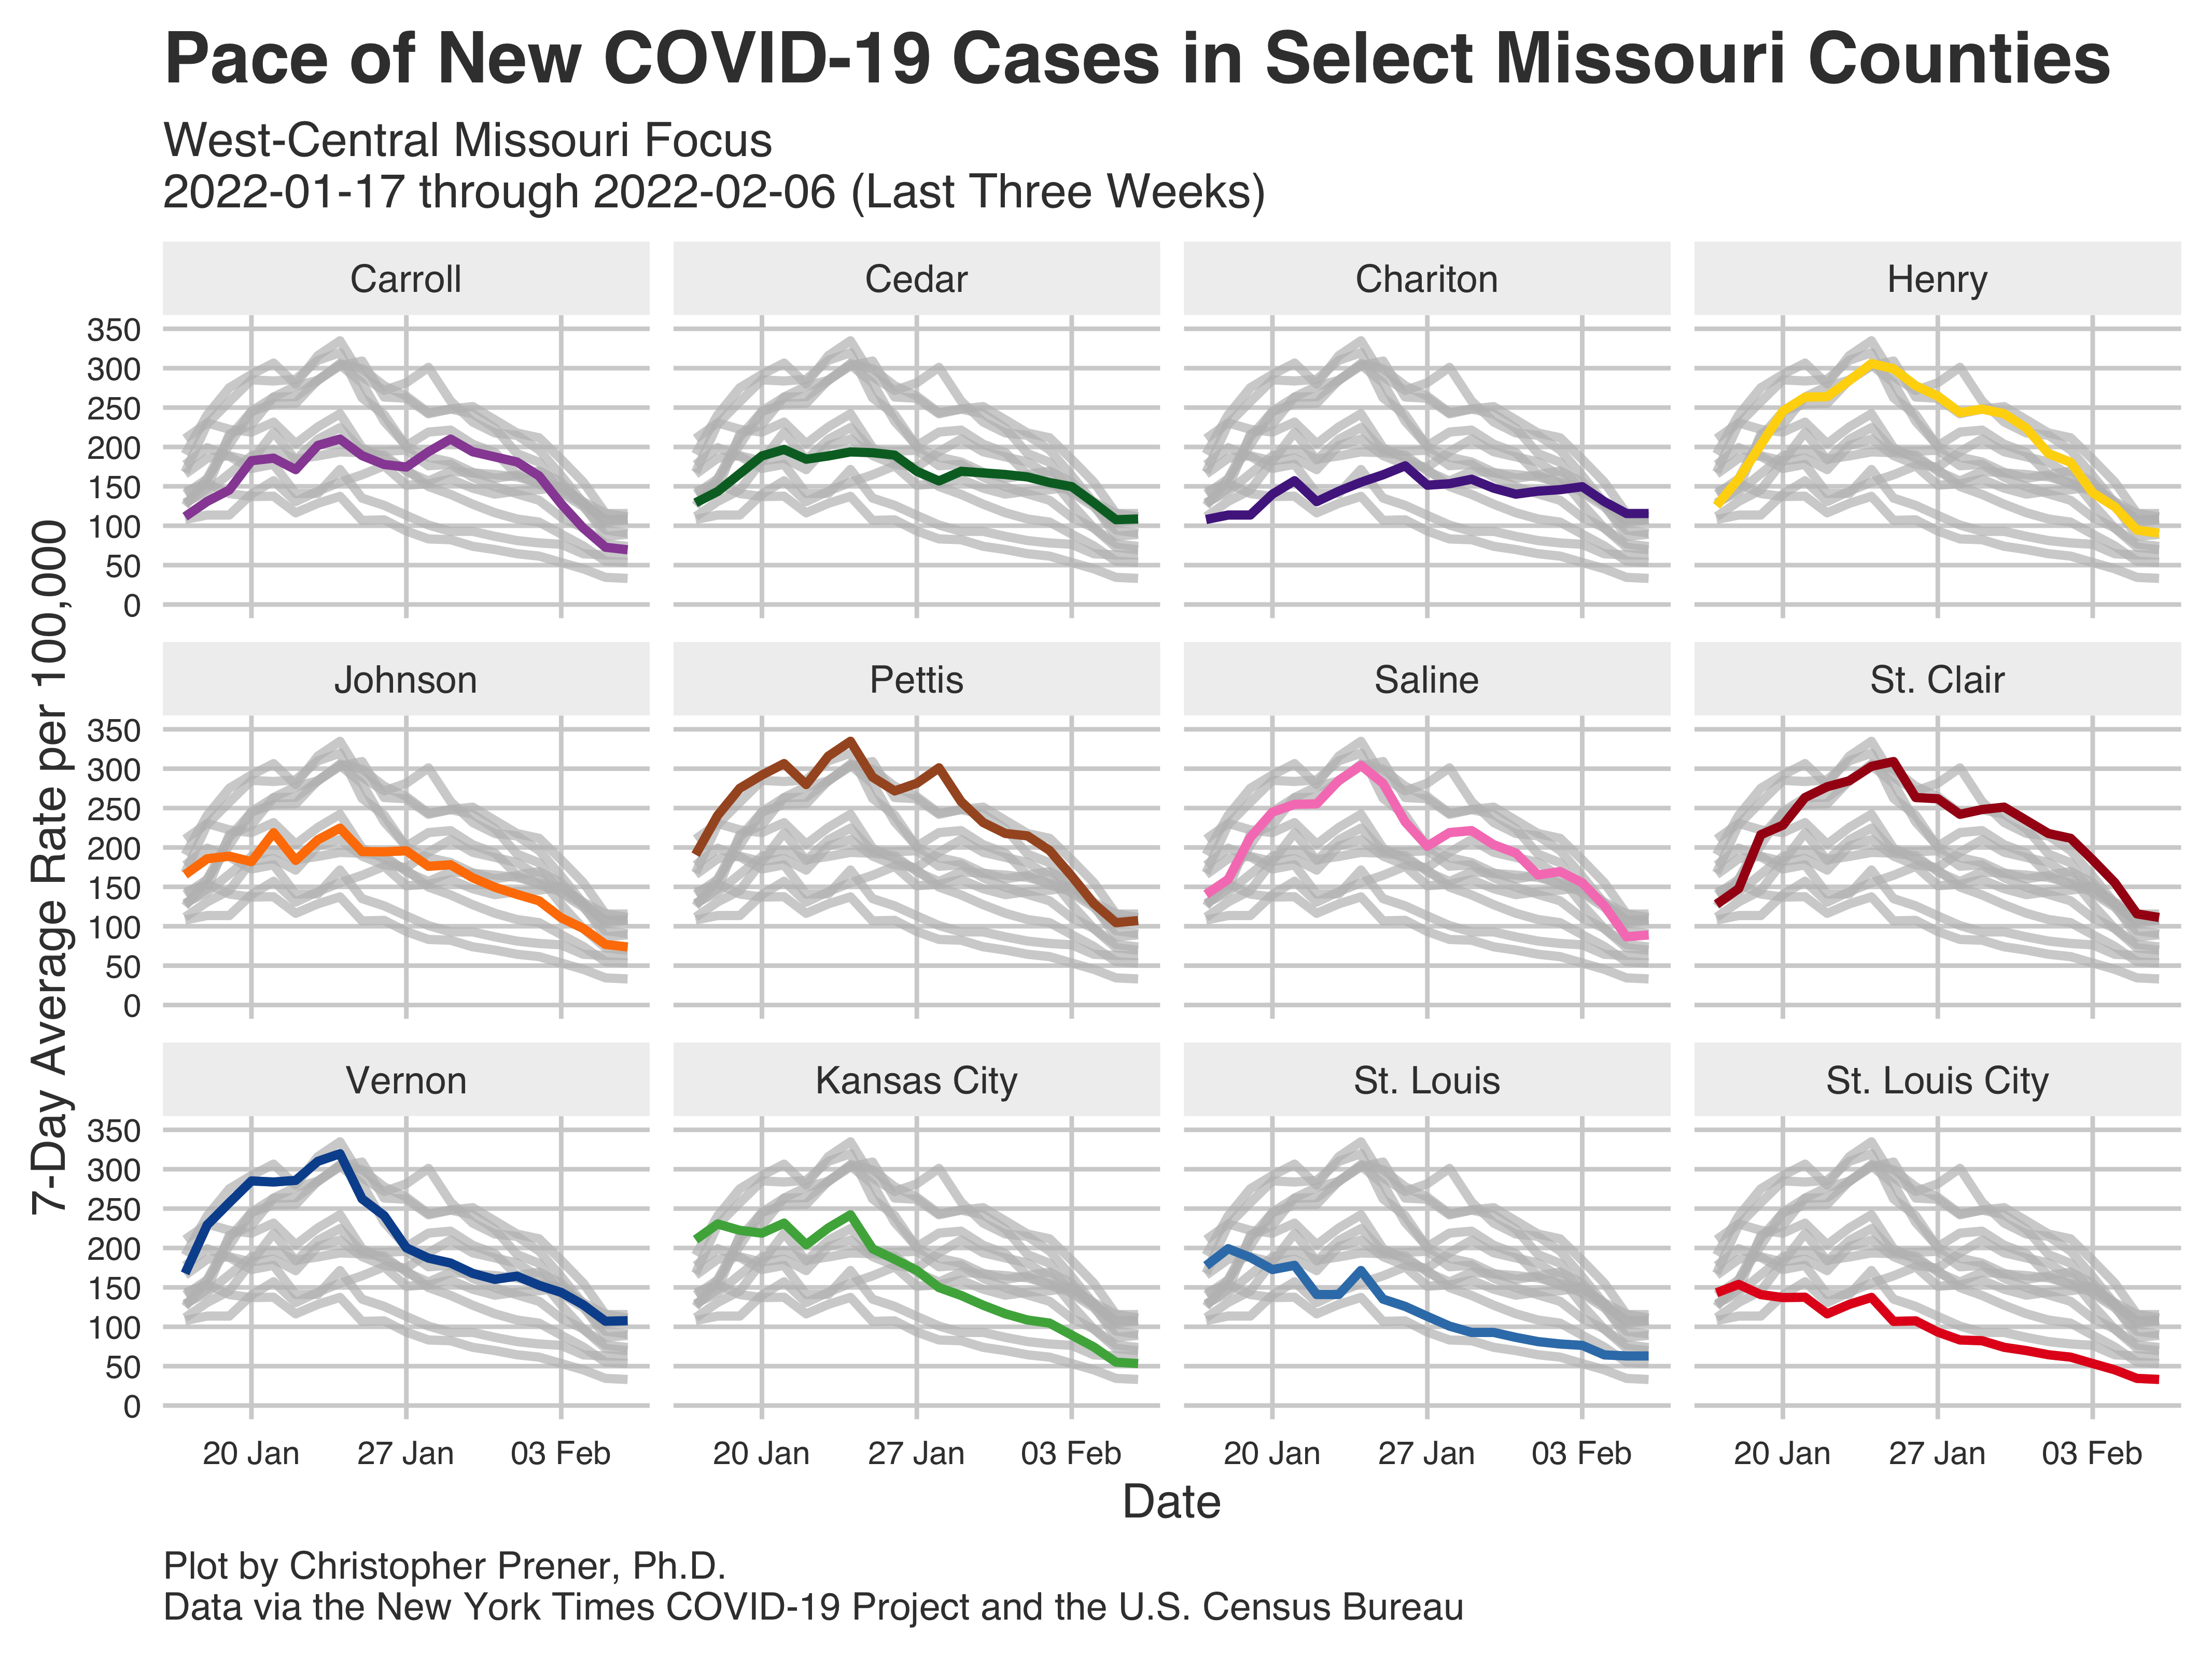 Pace of New COVID-19 Cases in Select Missouri Counties
West-Central Missouri Focus
2022-01-17 through 2022-02-06 (Last Three Weeks)
7-Day Average Rate per 100,000
Carroll
Cedar
Chariton
Henry
350
300
250
200
150
100
50
0
Johnson
Pettis
Saline
St. Clair
350
300
250
200
150
100
50
0
Vernon
Kansas City
St. Louis
St. Louis City
350
300
250
200
150
100
50
0
20 Jan 27 Jan 03 Feb
20 Jan 27 Jan 03 Feb
20 Jan 27 Jan 03 Feb
20 Jan 27 Jan 03 Feb
Date
Plot by Christopher Prener, Ph.D.
Data via the New York Times COVID-19 Project and the U.S. Census Bureau